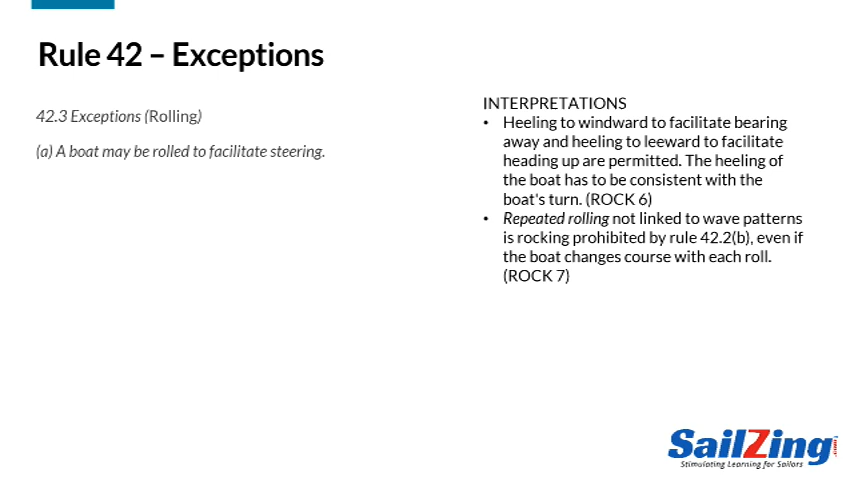 Rule 42 – Exceptions
42.3 Exceptions (Rolling)
(a) A boat may be rolled to facilitate steering.
INTERPRETATIONS
• Heeling to windward to facilitate bearing
away and heeling to leeward to facilitate
heading up are permitted. The heeling of
the boat has to be consistent with the
boat's turn. (ROCK 6)
• Repeated rolling not linked to wave patterns
is rocking prohibited by rule 42.2(b), even if
the boat changes course with each roll.
(ROCK 7)
SailZing
Stimulating Learning for Sailors